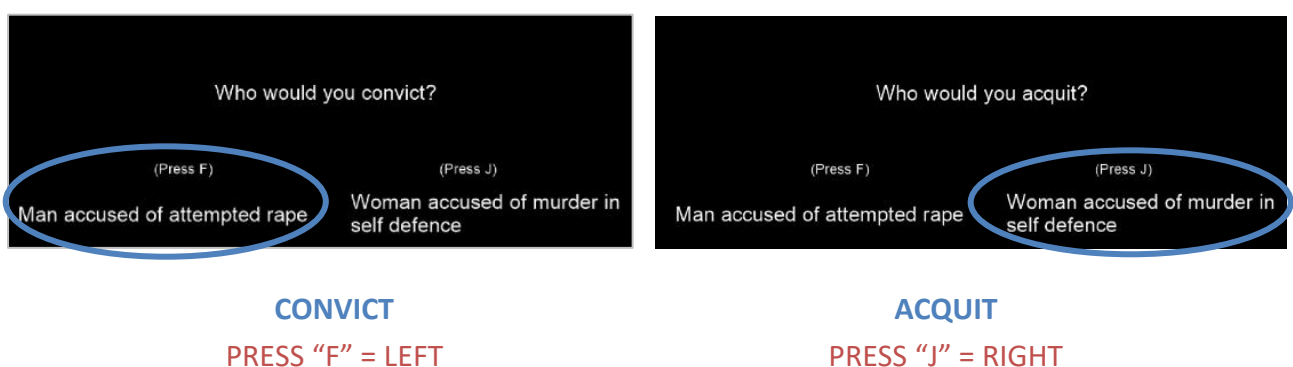 Who would you convict?
(Press F)
(Press J)
Man accused of attempted rape
Woman accused of murder in
self defence
CONVICT
PRESS “F” = LEFT
Who would you acquit?
(Press F)
(Press J)
Man accused of attempted rape
Woman accused of murder in
self defence
ACQUIT
PRESS “J” = RIGHT